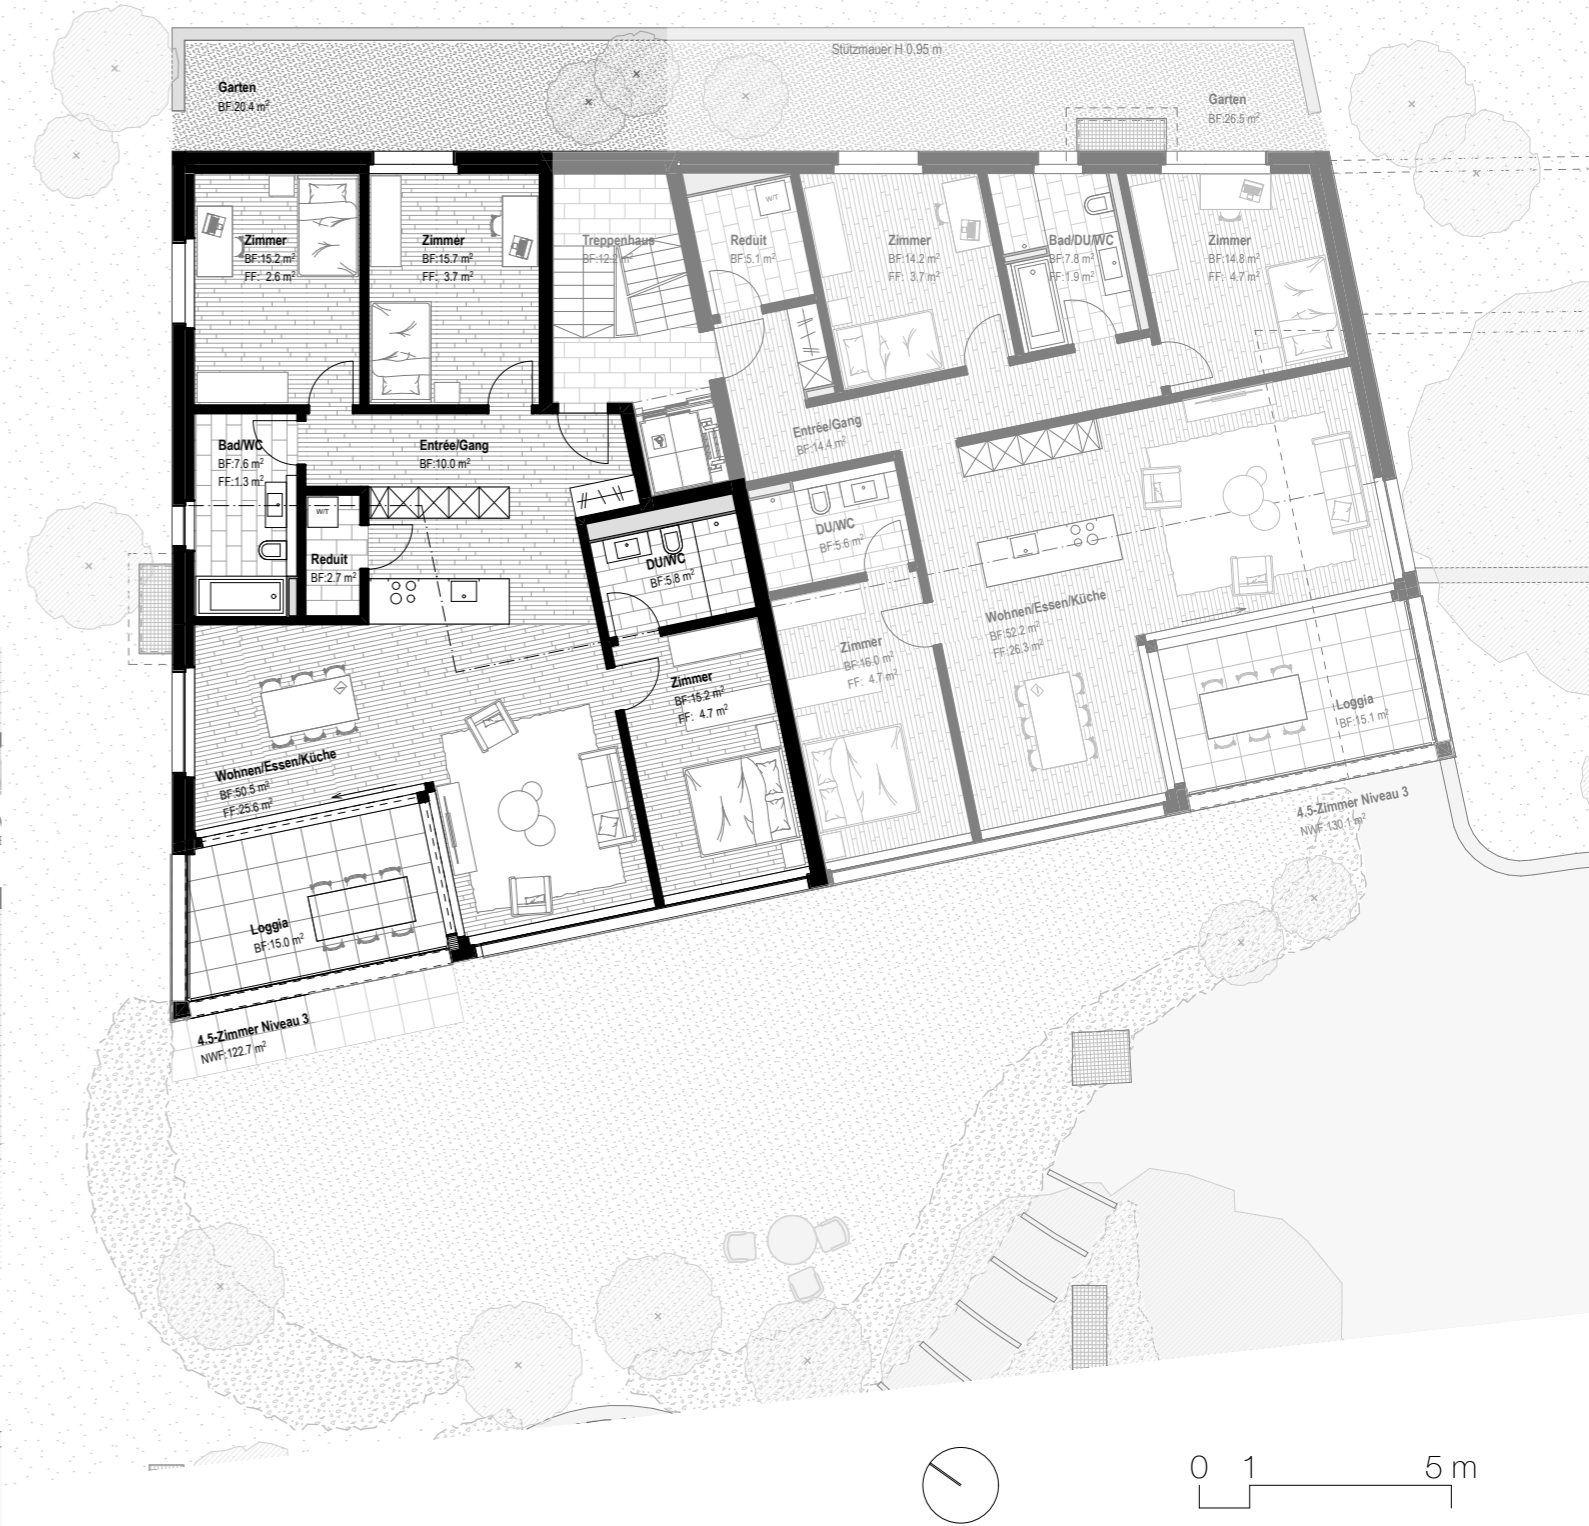 Stützmauer H 0.95 m
Garten
BF:20.4 m²
Garten
BF:26.5 m²
Zimmer
BF:15.2 m²
FF: 2.6 m²
Zimmer
BF:15.7 m²
FF: 3.7 m²
Treppenhaus
BF:12.2 m²
W/T
Reduit
BF:5.1 m²
Zimmer
BF:14.2 m²
FF: 3.7 m²
Bad/DU/WC
BF:7.8 m²
FF:1.9 m²
Zimmer
BF:14.8 m²
FF: 4.7 m²
Bad/WC
BF:7.6 m²
FF:1.3 m²
Entrée/Gang
BF:10.0 m²
Entrée/Gang
BF:14.4 m²
W/T
Reduit
BF:2.7 m²
DU/WC
BF:5.8 m²
DU/WC
BF:5.6 m²
Wohnen/Essen/Küche
BF:52.2 m²
FF:26.3 m²
Zimmer
BF:16.0 m²
FF: 4.7 m²
Zimmer
BF:15.2 m²
FF: 4.7 m²
Loggia
BF:15.1 m²
Wohnen/Essen/Küche
BF:50.5 m²
FF:25.6 m²
4.5-Zimmer Niveau 3
NWF:130.1 m²
Loggia
BF:15.0 m²
4.5-Zimmer Niveau 3
NWF:122.7 m²
0 1 5 m